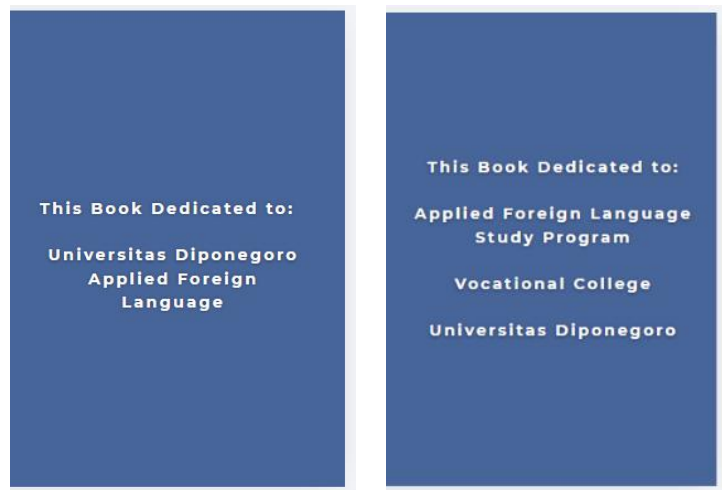 This Book Dedicated to:
Universitas Diponegoro
Applied Foreign
Language
This Book Dedicated to:
Applied Foreign Language
Study Program
Vocational College
Universitas Diponegoro